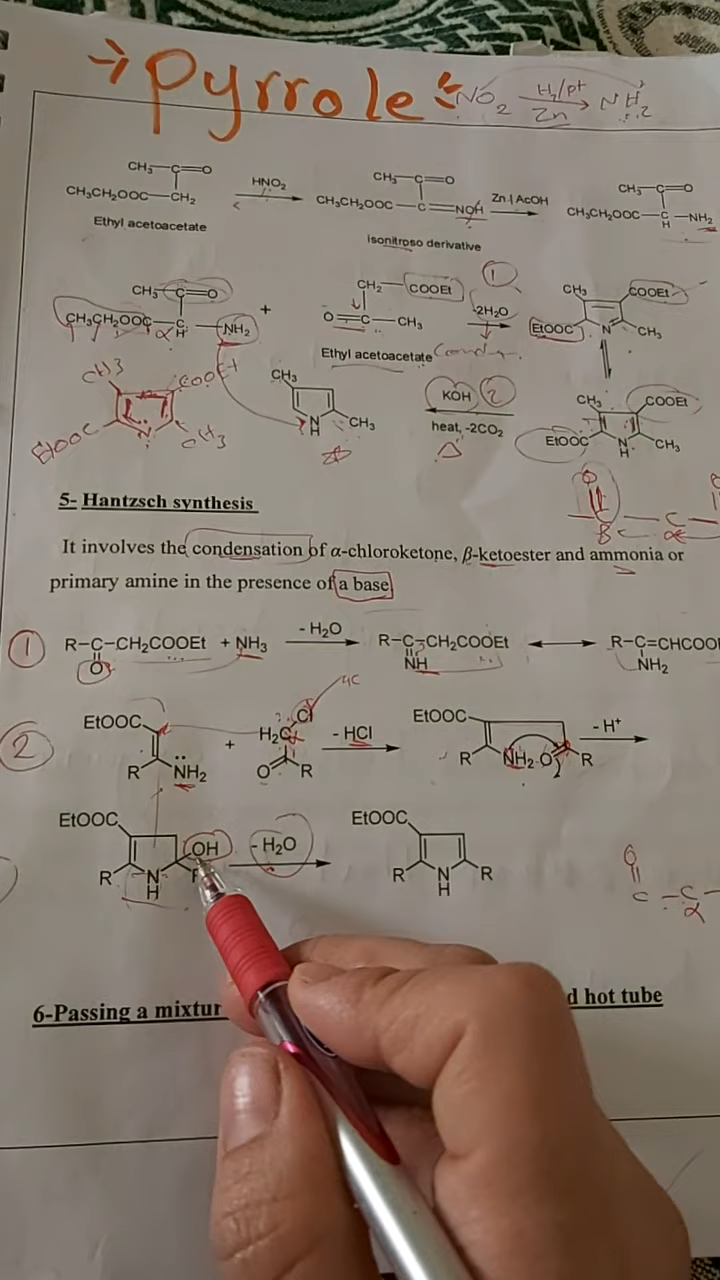 → Pyrrole :
NO2 H2/pt Zn → NH2
CH3—C=O
CH3CH2OOC—CH2
Ethyl acetoacetate
HNO2
CH3—C=O
CH3CH2OOC—C=NOH
isonitroso derivative
Zn / AcOH
CH3—C=O
CH3CH2OOC—C—NH2
H
CH3—C=O
CH3CH2OOC—C—NH2
α H
+
CH2—COOEt
O=C—CH3
Ethyl acetoacetate
1
-2H2O
CH3 COOEt
EtOOC N CH3
CH3 COOEt
EtOOC N CH3
CH3
N CH3
H
KOH 2
heat, -2CO2
Δ
CH3 COOEt
EtOOC N CH3
H
O
C
B α
5- Hantzsch synthesis
It involves the condensation of α-chloroketone, β-ketoester and ammonia or
primary amine in the presence of a base
1 R–C–CH2COOEt + NH3 - H2O R–C–CH2COOEt R–C=CHCOO
O NH NH2
4C
2 EtOOC + Cl H2C - HCl EtOOC - H+
R NH2 O R R NH2 O R
EtOOC OH - H2O EtOOC
R N R N R
H H
O
C – C –
α
6-Passing a mixtur d hot tube